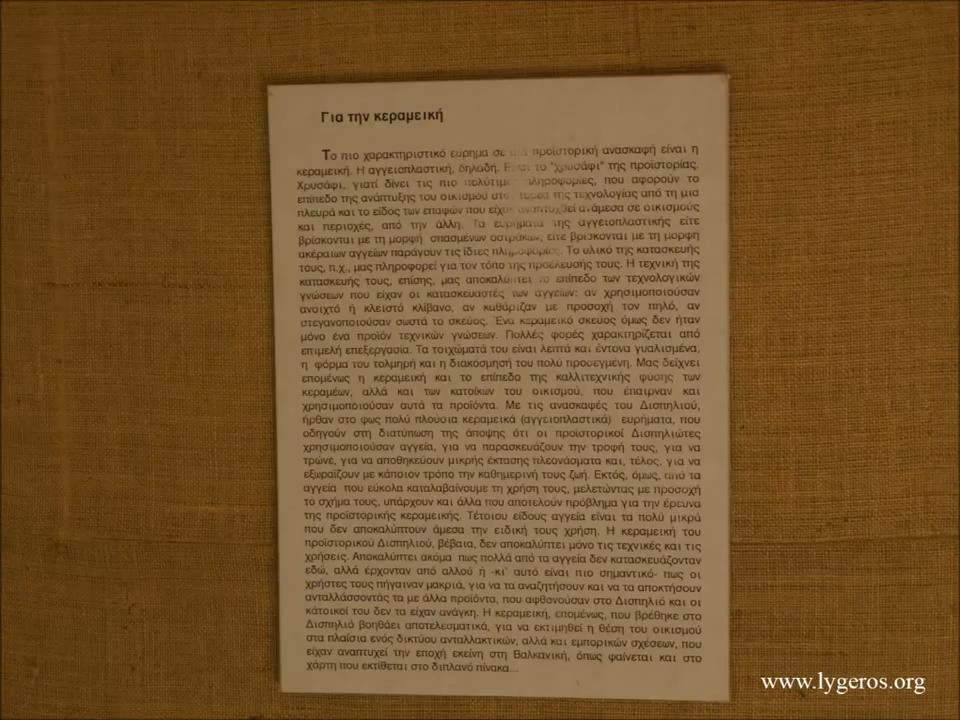 Για την κεραμεική
Το πιο χαρακτηριστικό εύρημα σε μια προϊστορική ανασκαφή είναι η
κεραμεική. Η αγγειοπλαστική, δηλαδή. Είναι το "χρυσάφι" της προϊστορίας.
Χρυσάφι, γιατί δίνει τις πιο πολύτιμες πληροφορίες, που αφορούν το
επίπεδο της ανάπτυξης του οικισμού στον τομέα της τεχνολογίας από τη μια
πλευρά και το είδος των επαφών που είχαν αναπτυχθεί ανάμεσα σε οικισμούς
και περιοχές, από την άλλη. Τα ευρήματα της αγγειοπλαστικής είτε
βρίσκονται με τη μορφή σπασμένων οστράκων, είτε βρίσκονται με τη μορφή
ακέραιων αγγείων παράγουν τις ίδιες πληροφορίες. Το υλικό της κατασκευής
τους, π.χ., μας πληροφορεί για τον τόπο της προέλευσής τους. Η τεχνική της
κατασκευής τους, επίσης, μας αποκαλύπτει το επίπεδο των τεχνολογικών
γνώσεων που είχαν οι κατασκευαστές των αγγείων: αν χρησιμοποιούσαν
ανοιχτό ή κλειστό κλίβανο, αν καθάριζαν με προσοχή τον πηλό, αν
στεγανοποιούσαν σωστά το σκεύος. Ένα κεραμεικό σκεύος όμως δεν ήταν
μόνο ένα προϊόν τεχνικών γνώσεων. Πολλές φορές χαρακτηρίζεται από
επιμελή επεξεργασία. Τα τοιχώματά του είναι λεπτά και έντονα γυαλισμένα,
η φόρμα του τολμηρή και η διακόσμησή του πολύ προσεγμένη. Μας δείχνει
επομένως η κεραμεική και το επίπεδο της καλλιτεχνικής φύσης των
κεραμέων, αλλά και των κατοίκων του οικισμού, που έπαιρναν και
χρησιμοποιούσαν αυτά τα προϊόντα. Με τις ανασκαφές του Δισπηλιού,
ήρθαν στο φως πολύ πλούσια κεραμεικά (αγγειοπλαστικά) ευρήματα, που
οδηγούν στη διατύπωση της άποψης ότι οι προϊστορικοί Δισπηλιώτες
χρησιμοποιούσαν αγγεία, για να παρασκευάζουν την τροφή τους, για να
τρώνε, για να αποθηκεύουν μικρής έκτασης πλεονάσματα και, τέλος, για να
εξωραΐζουν με κάποιον τρόπο την καθημερινή τους ζωή. Εκτός, όμως, από τα
αγγεία που εύκολα καταλαβαίνουμε τη χρήση τους, μελετώντας με προσοχή
το σχήμα τους, υπάρχουν και άλλα που αποτελούν πρόβλημα για την έρευνα
της προϊστορικής κεραμεικής. Τέτοιου είδους αγγεία είναι τα πολύ μικρά
που δεν αποκαλύπτουν άμεσα την ειδική τους χρήση. Η κεραμεική του
προϊστορικού Δισπηλιού, βέβαια, δεν αποκαλύπτει μόνο τις τεχνικές και τις
χρήσεις. Αποκαλύπτει ακόμα πως πολλά από τα αγγεία δεν κατασκευάζονταν
εδώ, αλλά έρχονταν από αλλού ή -κι' αυτό είναι πιο σημαντικό- πως οι
χρήστες τους πήγαιναν μακριά, για να τα αναζητήσουν και να τα αποκτήσουν
ανταλλάσσοντάς τα με άλλα προϊόντα, που αφθονούσαν στο Δισπηλιό και οι
κάτοικοί του δεν τα είχαν ανάγκη. Η κεραμεική, επομένως, που βρέθηκε στο
Δισπηλιό βοηθάει αποτελεσματικά, για να εκτιμηθεί η θέση του οικισμού
στα πλαίσια ενός δικτύου ανταλλακτικών, αλλά και εμπορικών σχέσεων, που
είχαν αναπτυχεί την εποχή εκείνη στη βαλκανική, όπως φαίνεται και στο
χάρτη που εκτίθεται στο διπλανό πίνακα...
www.lygeros.org